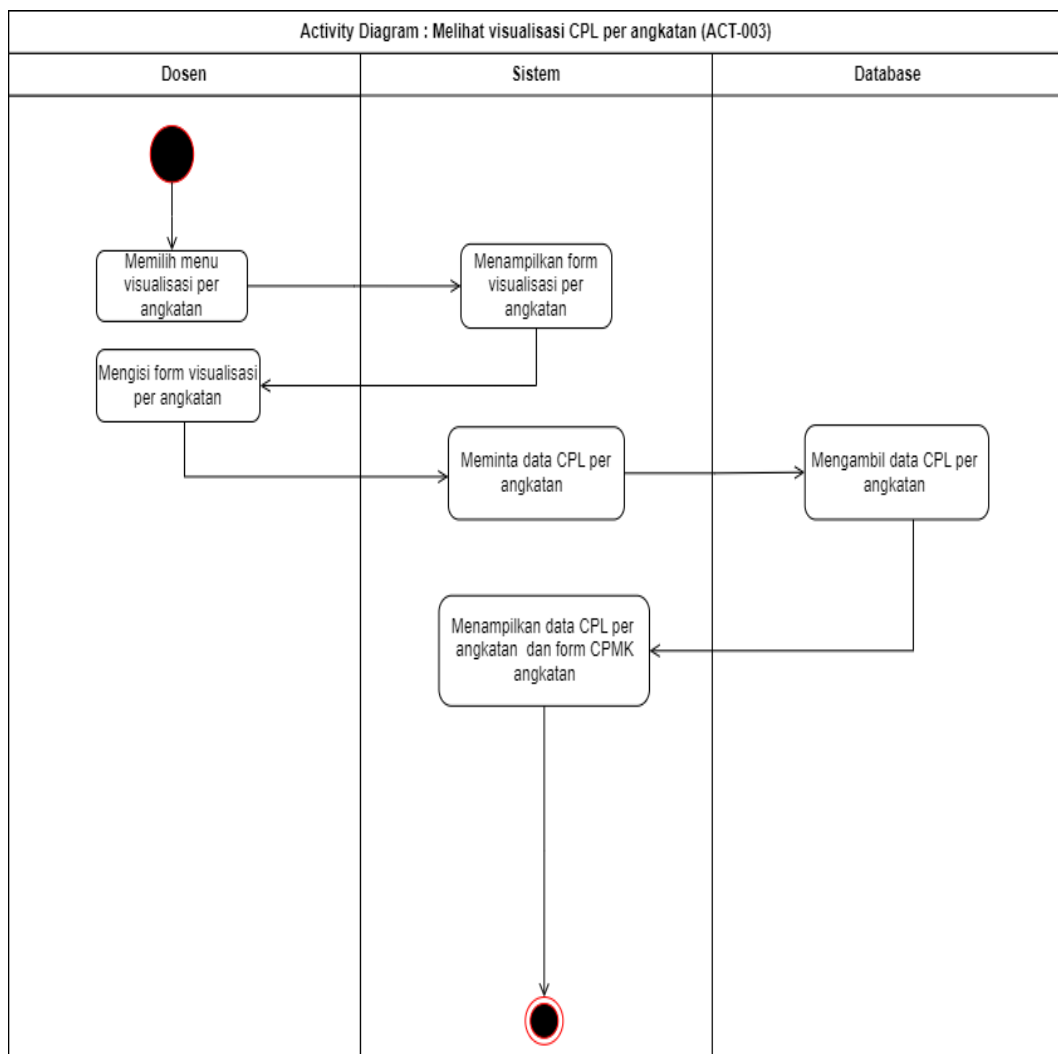 Activity Diagram : Melihat visualisasi CPL per angkatan (ACT-003)
Dosen
Sistem
Database
Memilih menu
visualisasi per
angkatan
Menampilkan form
visualisasi per
angkatan
Mengisi form visualisasi
per angkatan
Meminta data CPL per
angkatan
Mengambil data CPL per
angkatan
Menampilkan data CPL per
angkatan dan form CPMK
angkatan